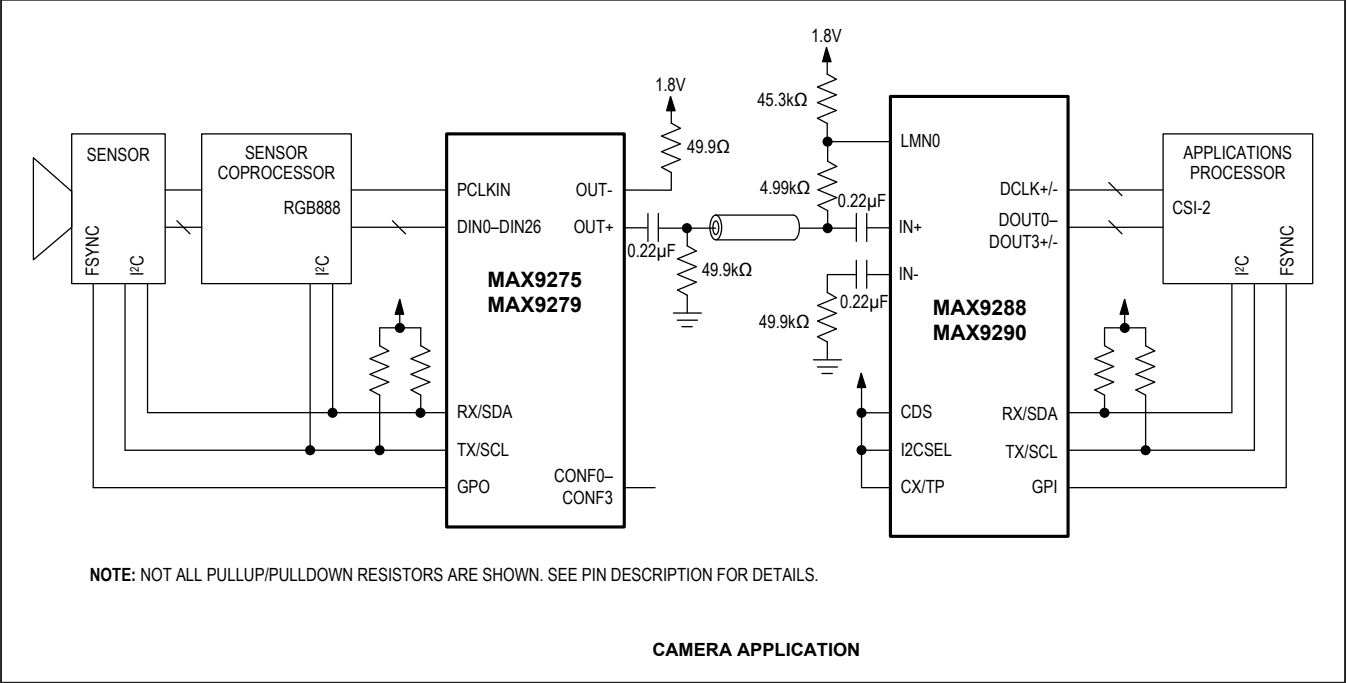 1.8V
45.3kΩ
1.8V
49.9Ω
4.99kΩ
0.22µF
SENSOR
FSYNC
I²C
SENSOR
COPROCESSOR
RGB888
I²C
PCLKIN
DIN0–DIN26
OUT-
OUT+
MAX9275
MAX9279
RX/SDA
TX/SCL
GPO
CONF0–
CONF3
0.22µF
49.9kΩ
49.9kΩ
0.22µF
LMN0
IN+
IN-
DCLK+/-
DOUT0–
DOUT3+/-
MAX9288
MAX9290
CDS
I2CSEL
CX/TP
RX/SDA
TX/SCL
GPI
APPLICATIONS
PROCESSOR
CSI-2
I²C
FSYNC
NOTE: NOT ALL PULLUP/PULLDOWN RESISTORS ARE SHOWN. SEE PIN DESCRIPTION FOR DETAILS.
CAMERA APPLICATION